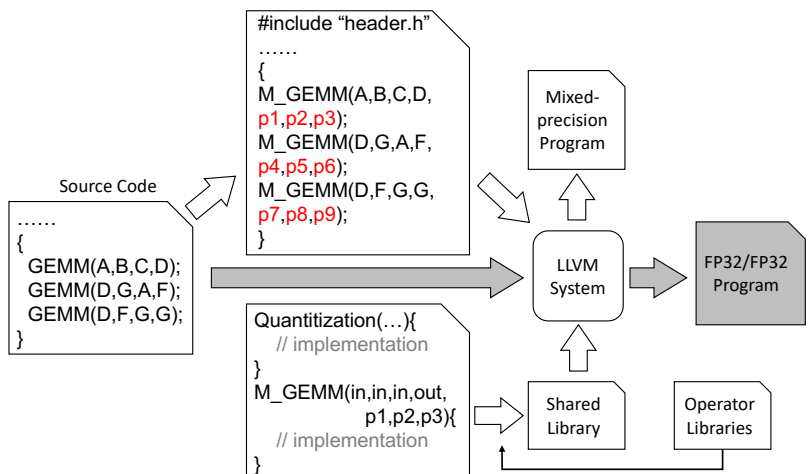 #include “header.h”
……
{
M_GEMM(A,B,C,D,
p1,p2,p3);
M_GEMM(D,G,A,F,
p4,p5,p6);
M_GEMM(D,F,G,G,
p7,p8,p9);
}
Mixed-
precision
Program
Source Code
……
{
GEMM(A,B,C,D);
GEMM(D,G,A,F);
GEMM(D,F,G,G);
}
LLVM
System
FP32/FP32
Program
Quantitization(…){
// implementation
}
M_GEMM(in,in,in,out,
p1,p2,p3){
// implementation
}
Shared
Library
Operator
Libraries